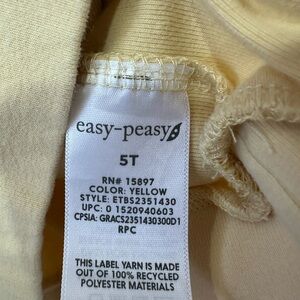 easy-peasy
5T
RN# 15897
COLOR: YELLOW
STYLE: ETBS2351430
UPC: 0 1520940603
CPSIA: GRACS2351430300D1
RPC
THIS LABEL YARN IS MADE
OUT OF 100% RECYCLED
POLYESTER MATERIALS